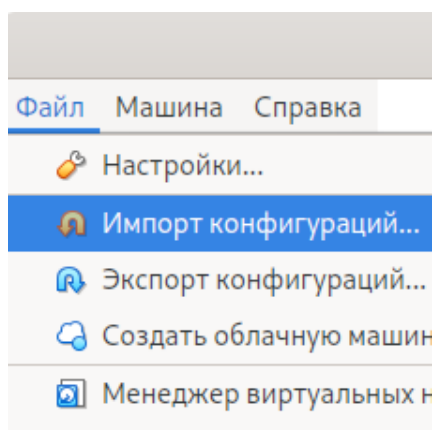 Файл Машина Справка
Настройки...
Импорт конфигураций...
Экспорт конфигураций...
Создать облачную машин
Менеджер виртуальных н